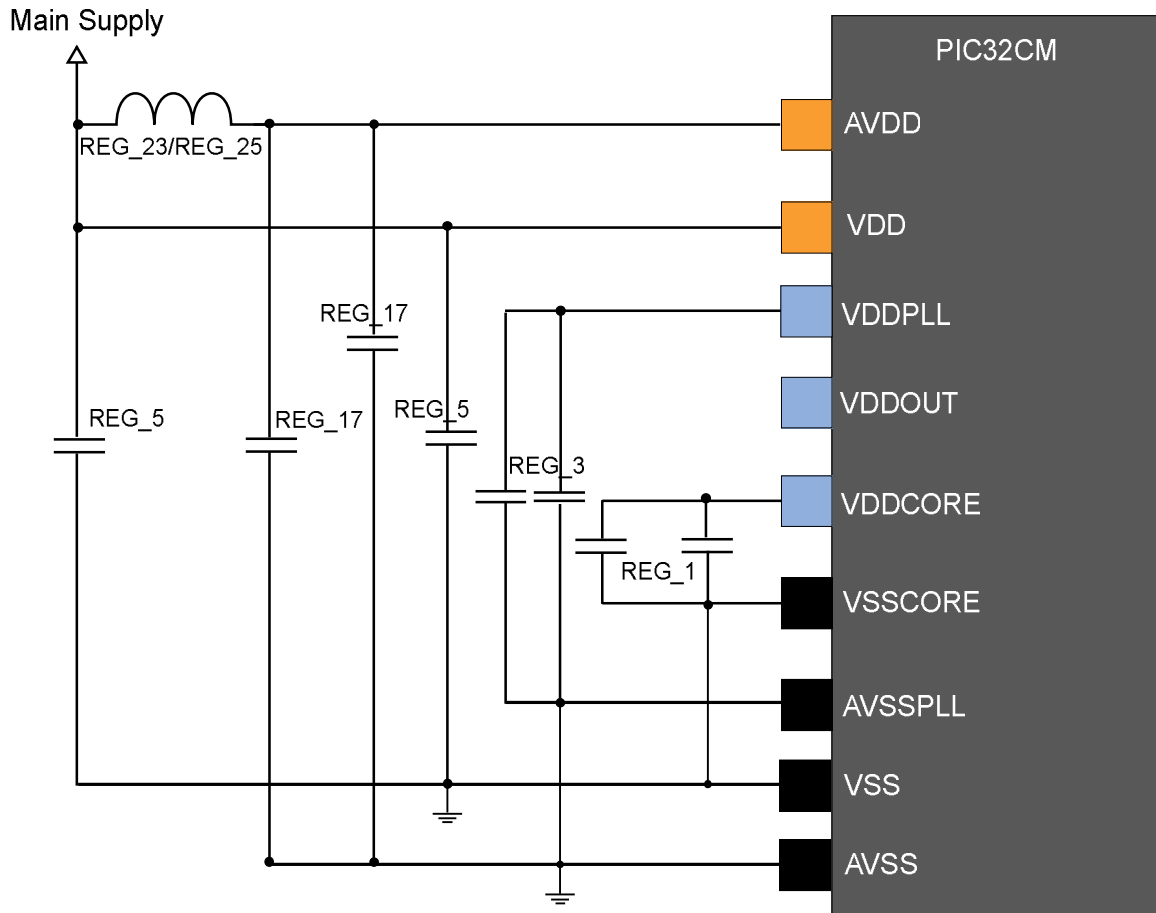 Main Supply
PIC32CM
AVDD
REG_23/REG_25
VDD
VDDPLL
REG_17
VDDOUT
REG_5
REG_17
REG_5
REG_3
VDDCORE
REG_1
VSSCORE
AVSSPLL
VSS
AVSS